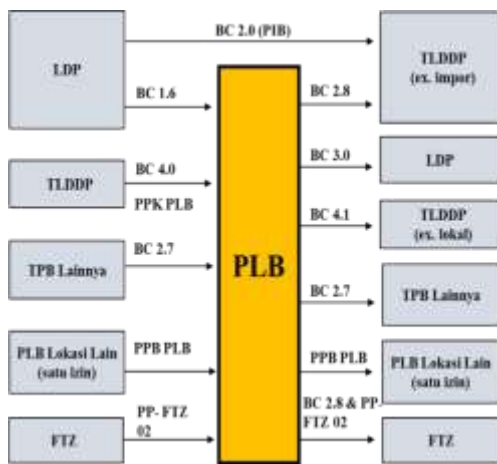 BC 2.0 (PIB)
LDP
TLDDP
(ex. impor)
BC 1.6
BC 2.8
BC 4.0
BC 3.0
TLDDP
LDP
PPK PLB
BC 4.1
TLDDP
(ex. lokal)
BC 2.7
PLB
TPB Lainnya
BC 2.7
TPB Lainnya
PPB PLB
PPB PLB
PLB Lokasi Lain
(satu izin)
PLB Lokasi Lain
(satu izin)
PP- FTZ
02
BC 2.8 & PP-
FTZ 02
FTZ
FTZ